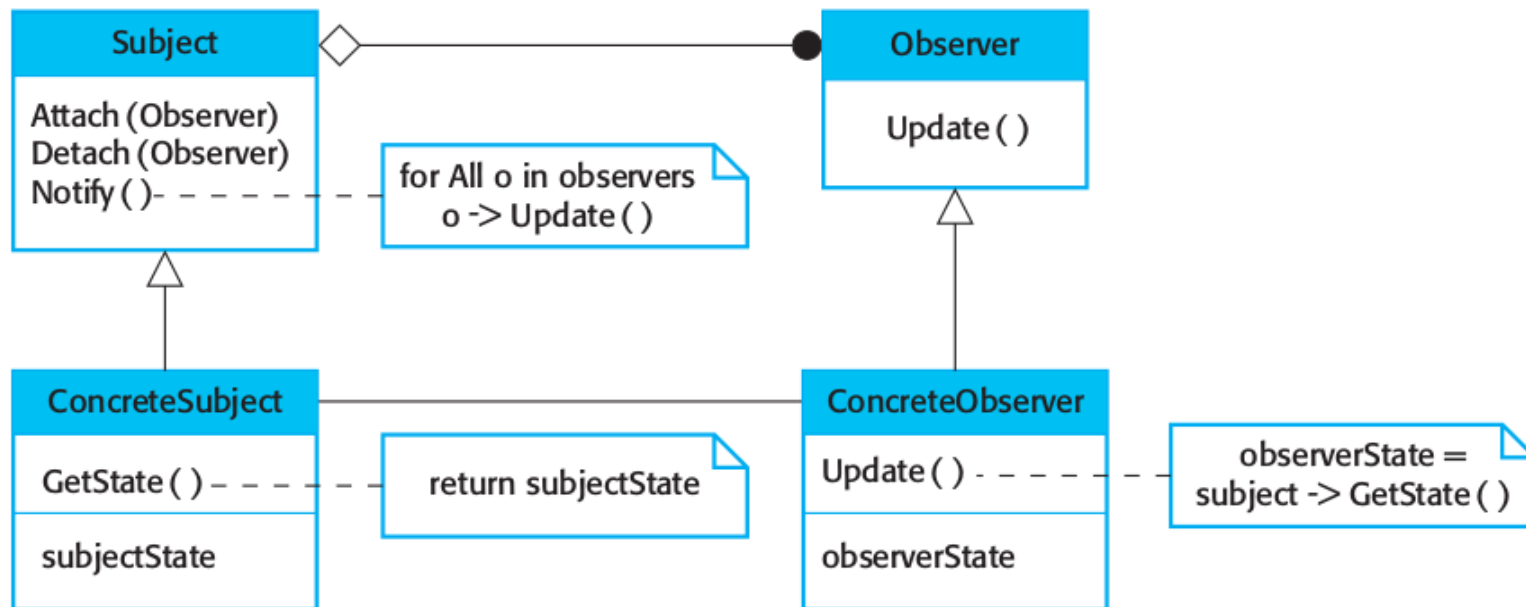 Subject
Attach (Observer)
Detach (Observer)
Notify ( )
for All o in observers
o -> Update ( )
Observer
Update ( )
ConcreteSubject
GetState ( )
subjectState
return subjectState
ConcreteObserver
Update ( )
observerState
observerState =
subject -> GetState ( )